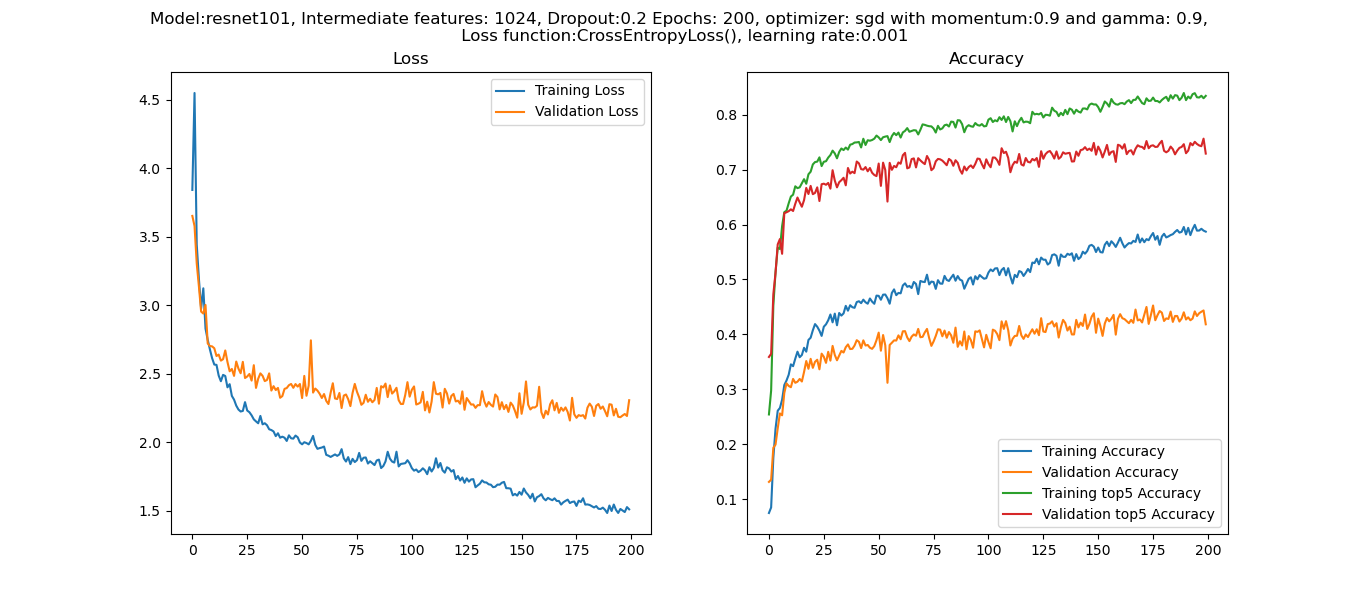 Model:resnet101, Intermediate features: 1024, Dropout:0.2 Epochs: 200, optimizer: sgd with momentum:0.9 and gamma: 0.9,
Loss function:CrossEntropyLoss(), learning rate:0.001
Loss
4.5
4.0
3.5
3.0
2.5
2.0
1.5
0 25 50 75 100 125 150 175 200
Training Loss
Validation Loss
Accuracy
0.8
0.7
0.6
0.5
0.4
0.3
0.2
0.1
0 25 50 75 100 125 150 175 200
Training Accuracy
Validation Accuracy
Training top5 Accuracy
Validation top5 Accuracy